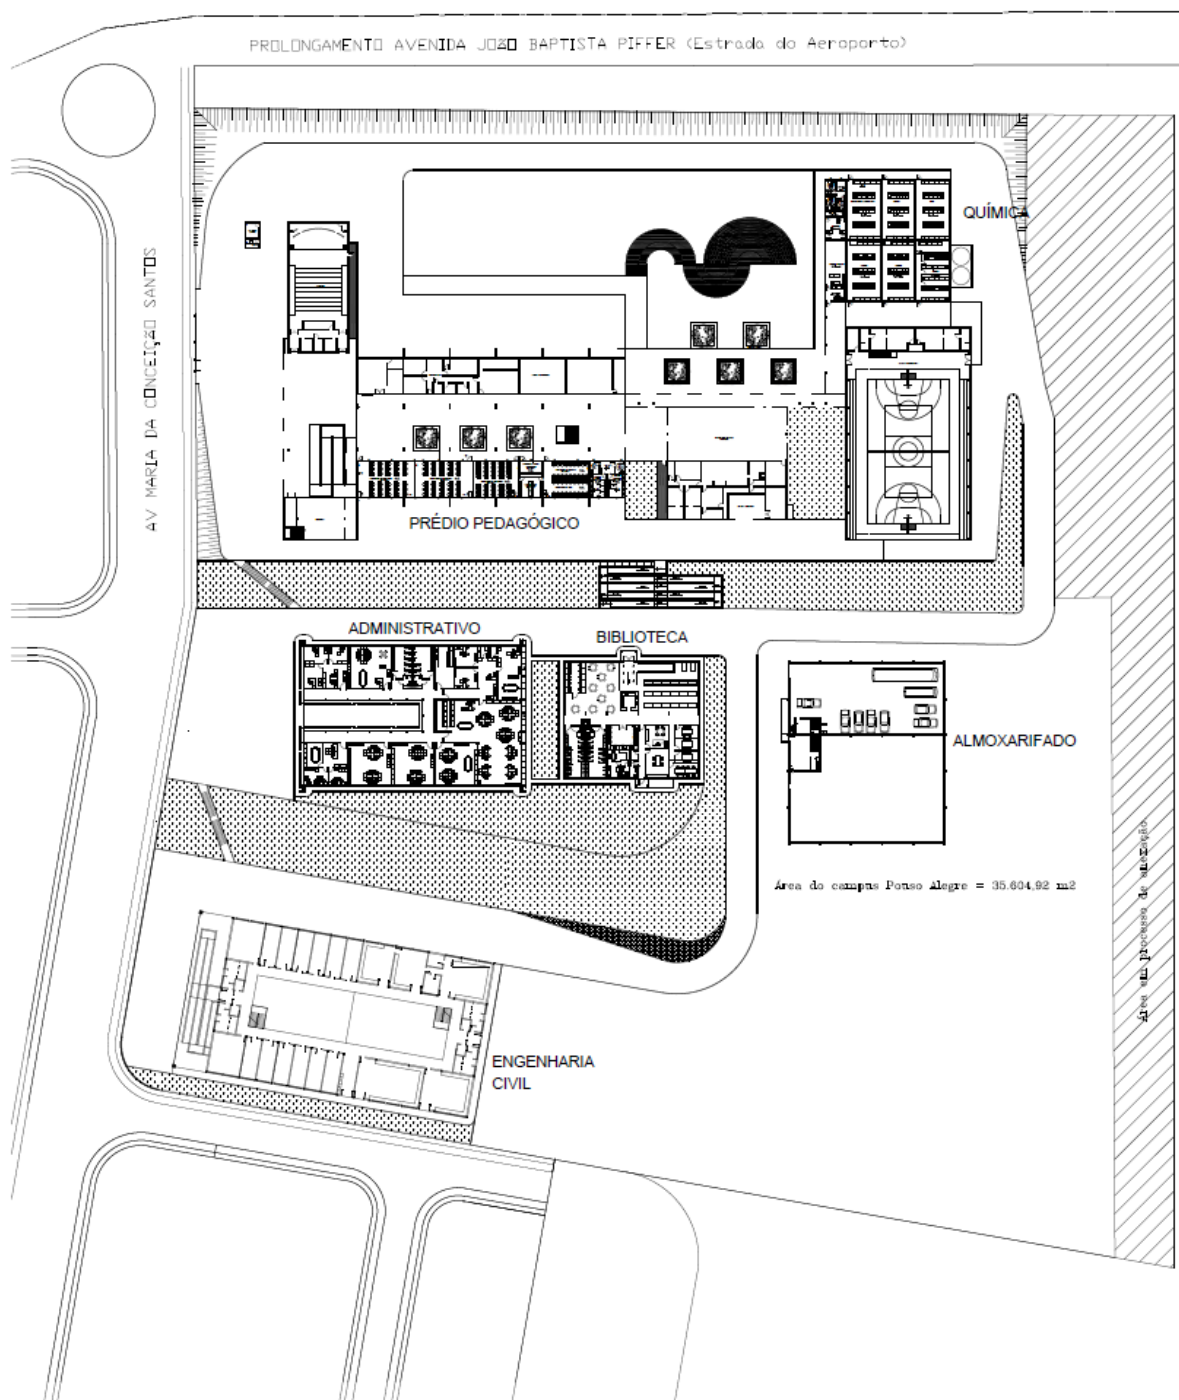 PROLONGAMENTO AVENIDA JOÃO BAPTISTA PIFFER (Estrada do Aeroporto)
AV MARIA DA CONCEIÇÃO SANTOS
QUÍMICA
PRÉDIO PEDAGÓGICO
ADMINISTRATIVO
BIBLIOTECA
ALMOXARIFADO
Área do campus Pouso Alegre = 35.604,92 m2
Área em processo de
ENGENHARIA
CIVIL